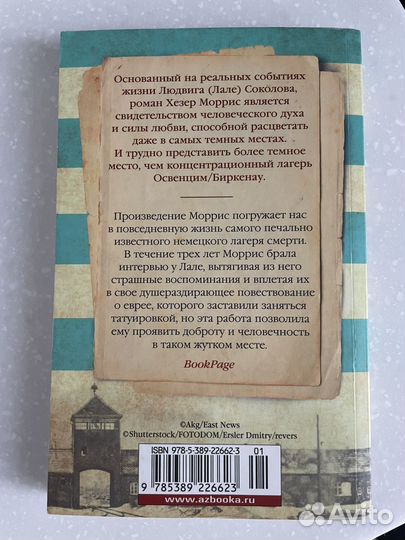 Основанный на реальных событиях
жизни Людвига (Лале) Соколова,
роман Хезер Моррис является
свидетельством человеческого духа
и силы любви, способной расцветать
даже в самых темных местах.
И трудно представить более темное
место, чем концентрационный лагерь
Освенцим/Биркенау.
Произведение Моррис погружает нас
в повседневную жизнь самого печально
известного немецкого лагеря смерти.
В течение трех лет Моррис брала
интервью у Лале, вытягивая из него
страшные воспоминания и вплетая их
в свое душераздирающее повествование
о еврее, которого заставили заняться
татуировкой, но эта работа позволила
ему проявить доброту и человечность
в таком жутком месте.
BookPage
©Akg/East News
©Shutterstock/FOTODOM/Ersler Dmitry/revers
ISBN 978-5-389-22662-3
01
9 785389 226623
www.azbooka.ru
Avito